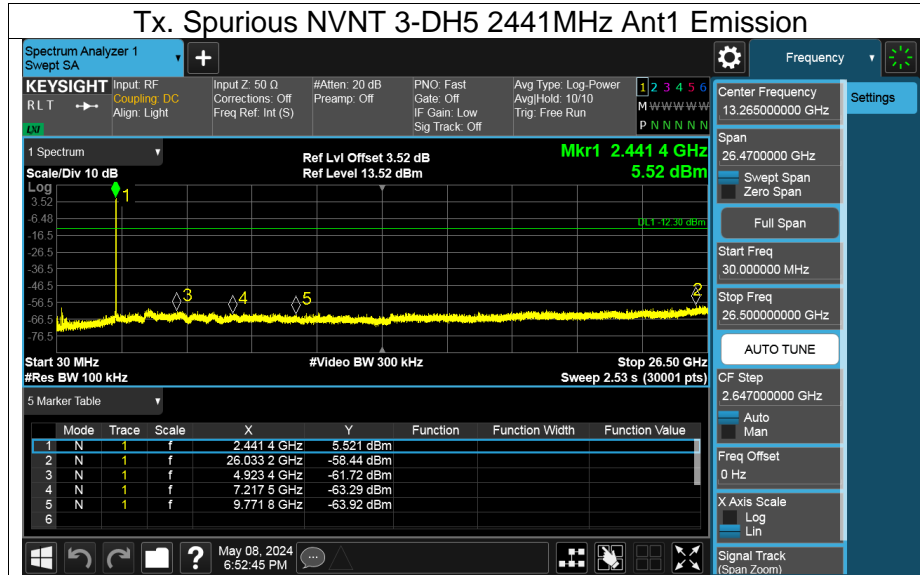 Tx. Spurious NVNT 3-DH5 2441MHz Ant1 Emission
Spectrum Analyzer 1
Swept SA
+
Frequency
KEYSIGHT
RLT
LXI
Input: RF
Coupling: DC
Align: Light
Input Z: 50 Ω
Corrections: Off
Freq Ref: Int (S)
#Atten: 20 dB
Preamp: Off
PNO: Fast
Gate: Off
IF Gain: Low
Sig Track: Off
Avg Type: Log-Power
Avg|Hold: 10/10
Trig: Free Run
1 2 3 4 5 6
M W W W W W
P N N N N N
1 Spectrum
Scale/Div 10 dB
Ref Lvl Offset 3.52 dB
Ref Level 13.52 dBm
Mkr1 2.441 4 GHz
5.52 dBm
Log
3.52
-6.48
-16.5
-26.5
-36.5
-46.5
-56.5
-66.5
-76.5
1
DL1 -12.30 dBm
3
4
5
2
Start 30 MHz
#Res BW 100 kHz
#Video BW 300 kHz
Stop 26.50 GHz
Sweep 2.53 s (30001 pts)
5 Marker Table
Mode Trace Scale X Y Function Function Width Function Value
1 N 1 f 2.441 4 GHz 5.521 dBm
2 N 1 f 26.033 2 GHz -58.44 dBm
3 N 1 f 4.923 4 GHz -61.72 dBm
4 N 1 f 7.217 5 GHz -63.29 dBm
5 N 1 f 9.771 8 GHz -63.92 dBm
6
?
May 08, 2024
6:52:45 PM
Center Frequency
13.265000000 GHz
Span
26.4700000 GHz
Swept Span
Zero Span
Full Span
Start Freq
30.000000 MHz
Stop Freq
26.500000000 GHz
AUTO TUNE
CF Step
2.647000000 GHz
Auto
Man
Freq Offset
0 Hz
X Axis Scale
Log
Lin
Signal Track
(Span Zoom)
Settings